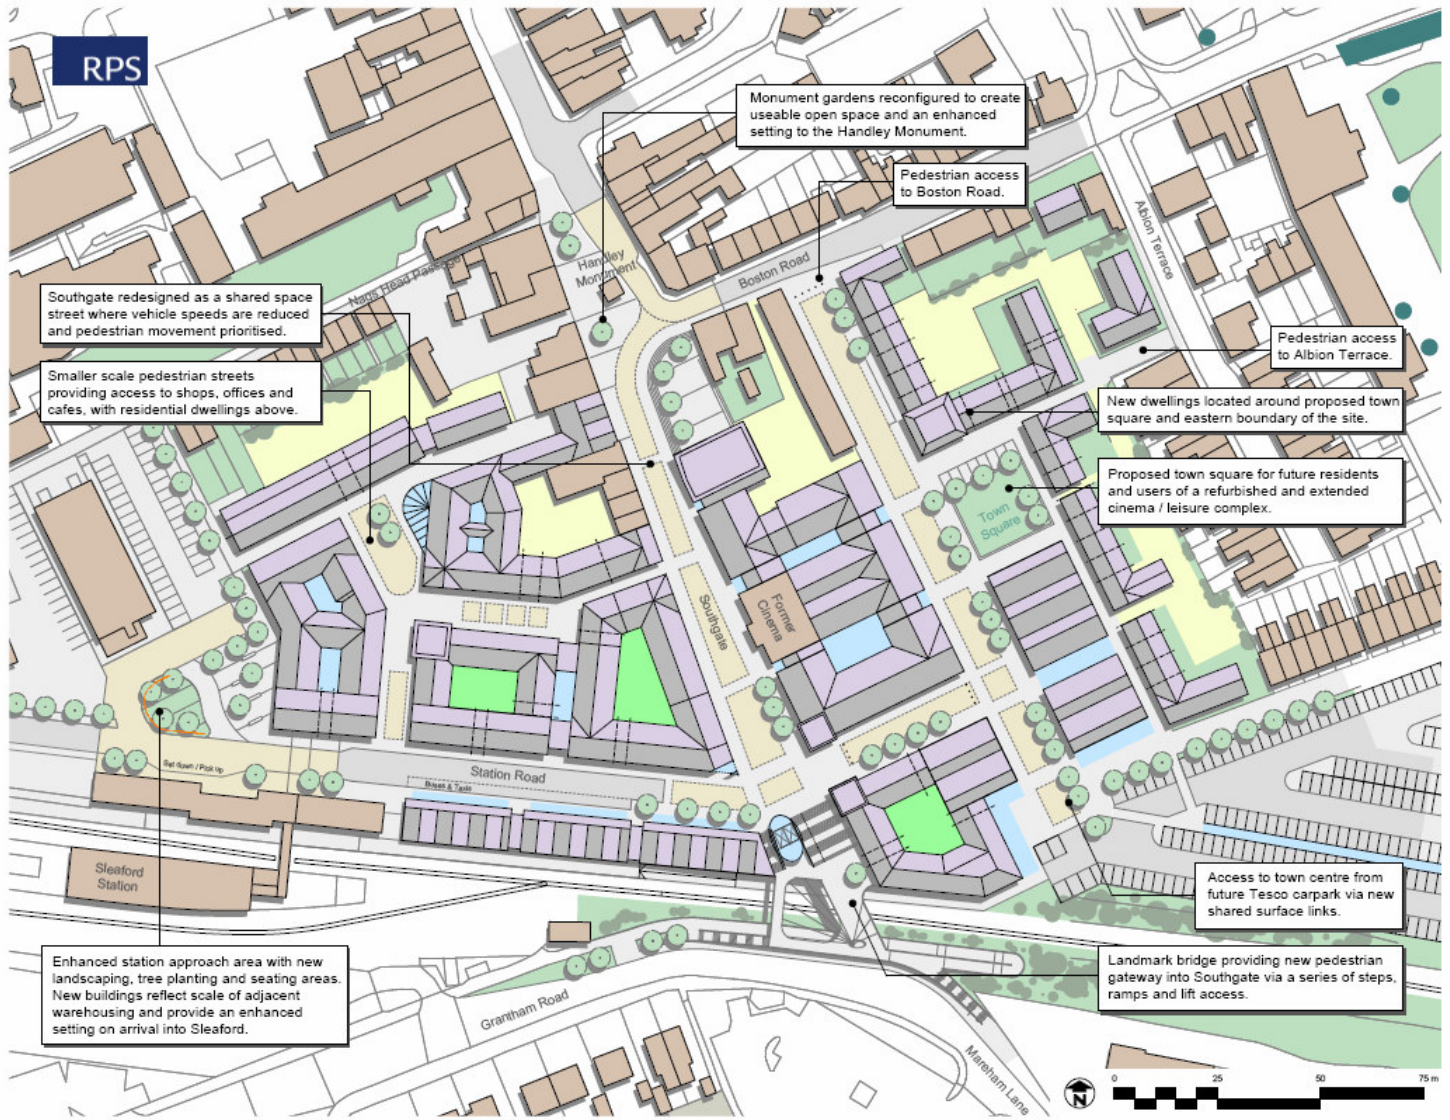 RPS
Monument gardens reconfigured to create
useable open space and an enhanced
setting to the Handley Monument.
Pedestrian access
to Boston Road.
Albion Terrace
Handley
Monument
Boston Road
Nags Head Passage
Southgate redesigned as a shared space
street where vehicle speeds are reduced
and pedestrian movement prioritised.
Pedestrian access
to Albion Terrace.
Smaller scale pedestrian streets
providing access to shops, offices and
cafes, with residential dwellings above.
New dwellings located around proposed town
square and eastern boundary of the site.
Proposed town square for future residents
and users of a refurbished and extended
cinema / leisure complex.
Town
Square
Former
Cinema
Southgate
Set down / Pick up
Station Road
Buses & Taxis
Sleaford
Station
Access to town centre from
future Tesco carpark via new
shared surface links.
Enhanced station approach area with new
landscaping, tree planting and seating areas.
New buildings reflect scale of adjacent
warehousing and provide an enhanced
setting on arrival into Sleaford.
Landmark bridge providing new pedestrian
gateway into Southgate via a series of steps,
ramps and lift access.
Grantham Road
Mareham Lane
N
0 25 50 75 m